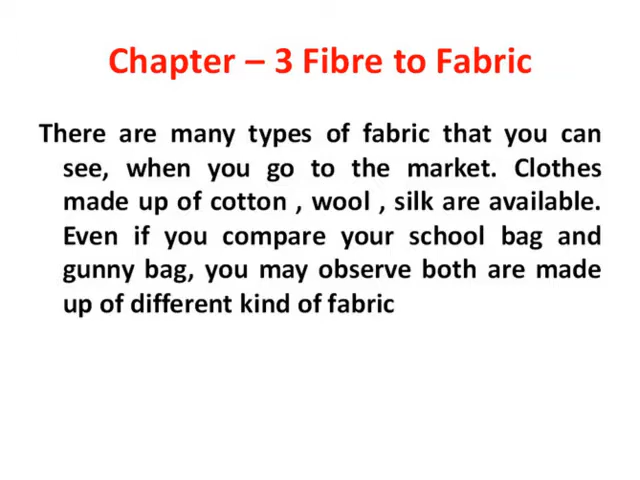 Chapter – 3 Fibre to Fabric
There are many types of fabric that you can
see, when you go to the market. Clothes
made up of cotton , wool , silk are available.
Even if you compare your school bag and
gunny bag, you may observe both are made
up of different kind of fabric